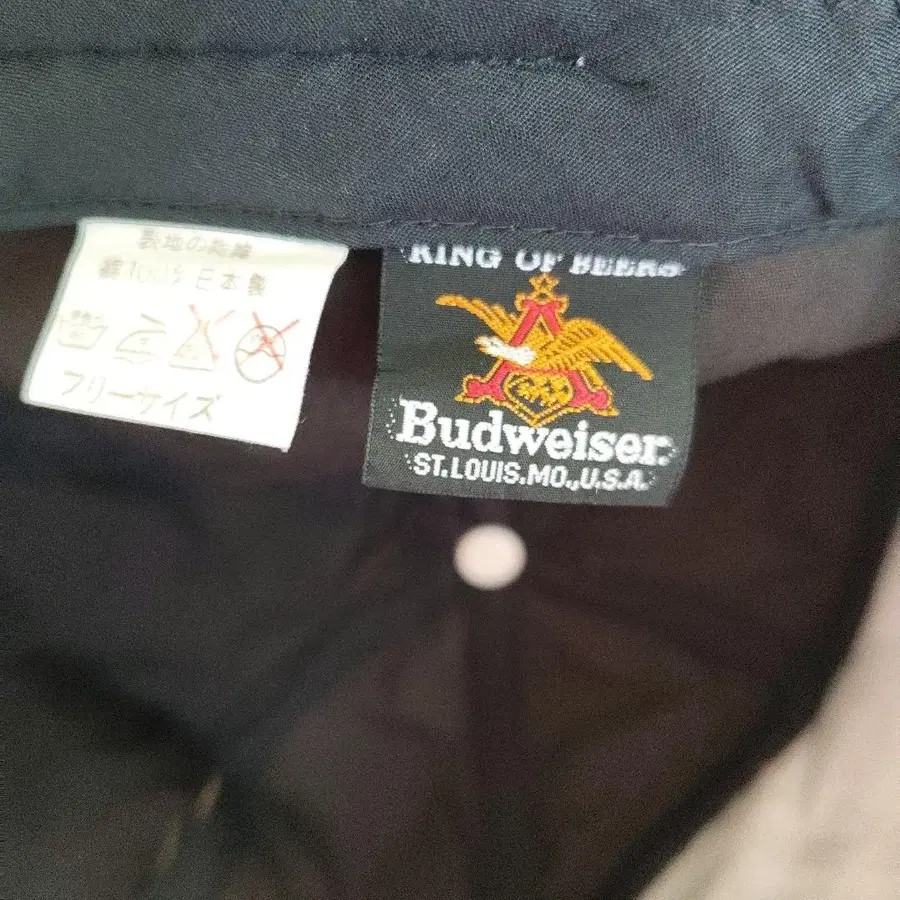 表地の組織
綿100% 日本製
フリーサイズ
KING OF BEERS
A
Budweiser.
ST.LOUIS.MO.,U.S.A.